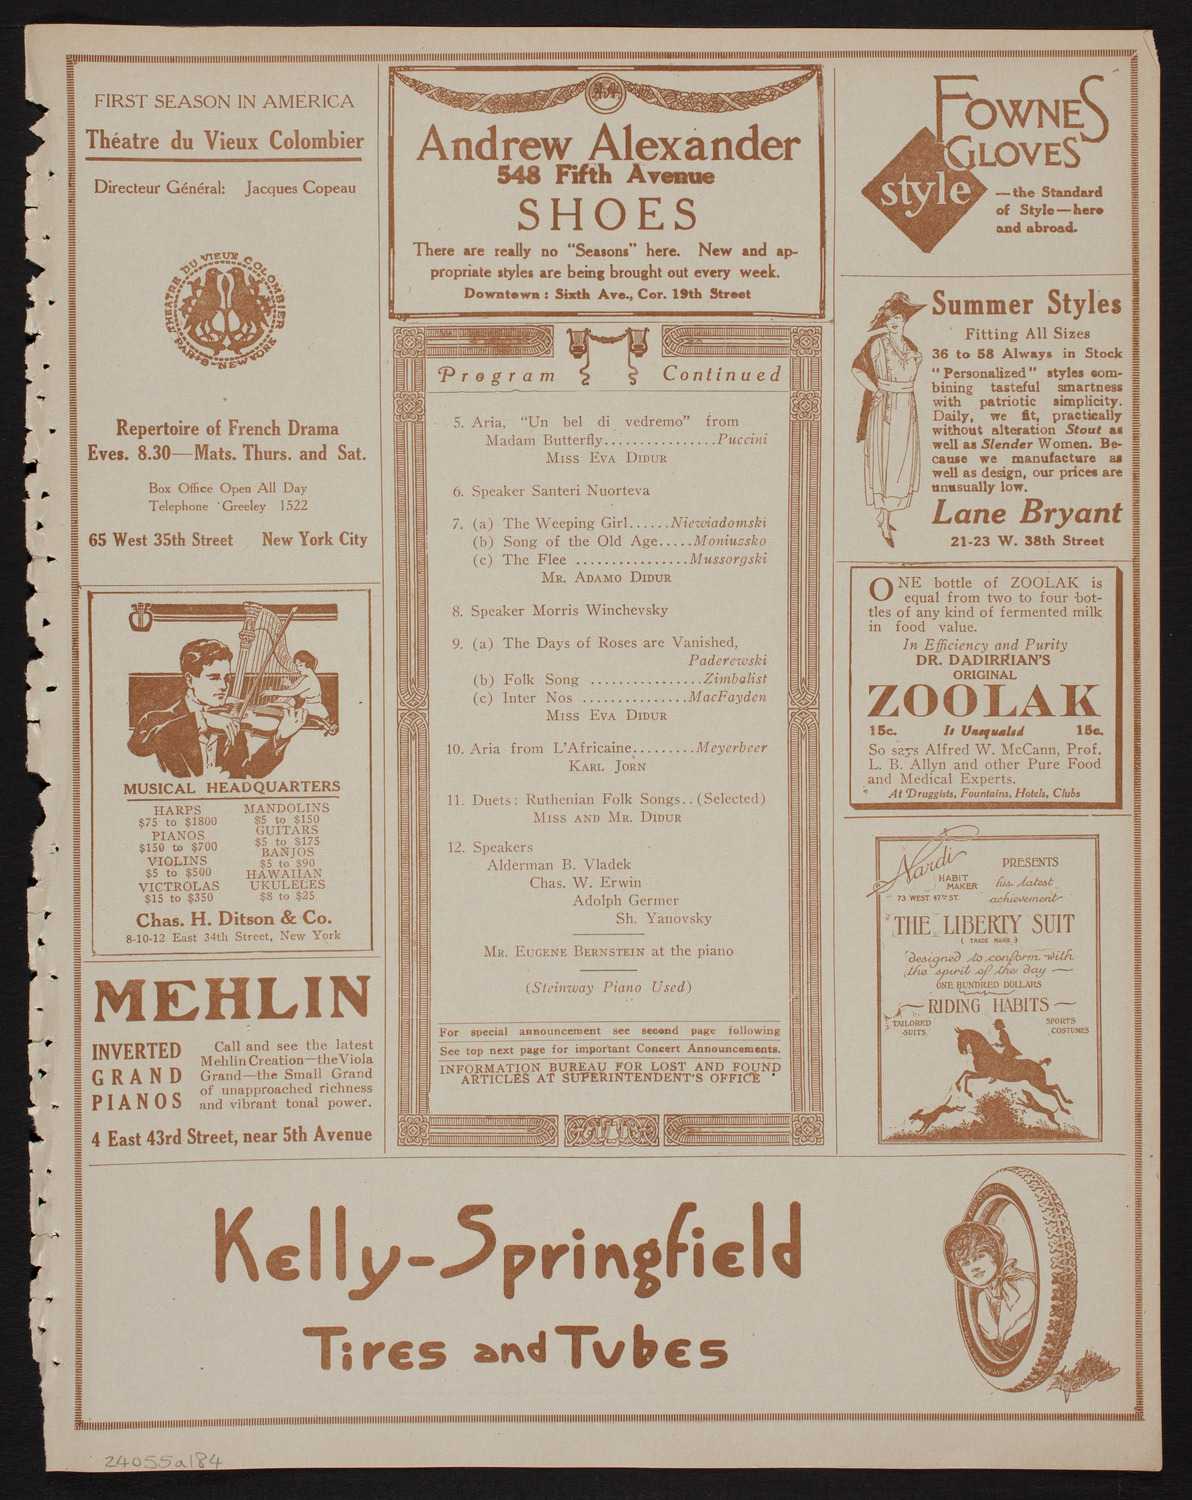 FIRST SEASON IN AMERICA
Théatre du Vieux Colombier
Directeur Général: Jacques Copeau
THEATRE DU VIEUX COLOMBIER
PARIS-NEW YORK
Repertoire of French Drama
Eves. 8.30—Mats. Thurs. and Sat.
Box Office Open All Day
Telephone Greeley 1522
65 West 35th Street New York City
MUSICAL HEADQUARTERS
HARPS
$75 to $1800
PIANOS
$150 to $700
VIOLINS
$5 to $500
VICTROLAS
$15 to $350
MANDOLINS
$5 to $150
GUITARS
$5 to $175
BANJOS
$5 to $90
HAWAIIAN
UKULELES
$8 to $25
Chas. H. Ditson & Co.
8-10-12 East 34th Street, New York
MEHLIN
INVERTED
GRAND
PIANOS
Call and see the latest
Mehlin Creation—the Viola
Grand—the Small Grand
of unapproached richness
and vibrant tonal power.
4 East 43rd Street, near 5th Avenue
AA
Andrew Alexander
548 Fifth Avenue
SHOES
There are really no "Seasons" here. New and ap-
propriate styles are being brought out every week.
Downtown: Sixth Ave., Cor. 19th Street
Program Continued
5. Aria, "Un bel di vedremo" from
Madam Butterfly................Puccini
MISS EVA DIDUR
6. Speaker Santeri Nuorteva
7. (a) The Weeping Girl......Niewiadomski
(b) Song of the Old Age.....Moniuzsko
(c) The Flee ................Mussorgski
MR. ADAMO DIDUR
8. Speaker Morris Winchevsky
9. (a) The Days of Roses are Vanished,
Paderewski
(b) Folk Song ................Zimbalist
(c) Inter Nos ...............MacFayden
MISS EVA DIDUR
10. Aria from L'Africaine.........Meyerbeer
KARL JORN
11. Duets: Ruthenian Folk Songs..(Selected)
MISS AND MR. DIDUR
12. Speakers
Alderman B. Vladek
Chas. W. Erwin
Adolph Germer
Sh. Yanovsky
MR. EUGENE BERNSTEIN at the piano
(Steinway Piano Used)
For special announcement see second page following
See top next page for important Concert Announcements.
INFORMATION BUREAU FOR LOST AND FOUND
ARTICLES AT SUPERINTENDENT'S OFFICE
FOWNES
GLOVES
style
—the Standard
of Style—here
and abroad.
Summer Styles
Fitting All Sizes
36 to 58 Always in Stock
"Personalized" styles com-
bining tasteful smartness
with patriotic simplicity.
Daily, we fit, practically
without alteration Stout as
well as Slender Women. Be-
cause we manufacture as
well as design, our prices are
unusually low.
Lane Bryant
21-23 W. 38th Street
ONE bottle of ZOOLAK is
equal from two to four bot-
tles of any kind of fermented milk
in food value.
In Efficiency and Purity
DR. DADIRRIAN'S
ORIGINAL
ZOOLAK
15c. Is Unequaled 15c.
So says Alfred W. McCann, Prof.
L. B. Allyn and other Pure Food
and Medical Experts.
At Druggists, Fountains, Hotels, Clubs
Nardi
HABIT
MAKER
73 WEST 47TH ST.
PRESENTS
his latest
achievement
THE LIBERTY SUIT
(TRADE MARK)
designed to conform with
the spirit of the day —
ONE HUNDRED DOLLARS
—RIDING HABITS—
TAILORED
SUITS
SPORTS
COSTUMES
Kelly-Springfield
Tires and Tubes
24055a184